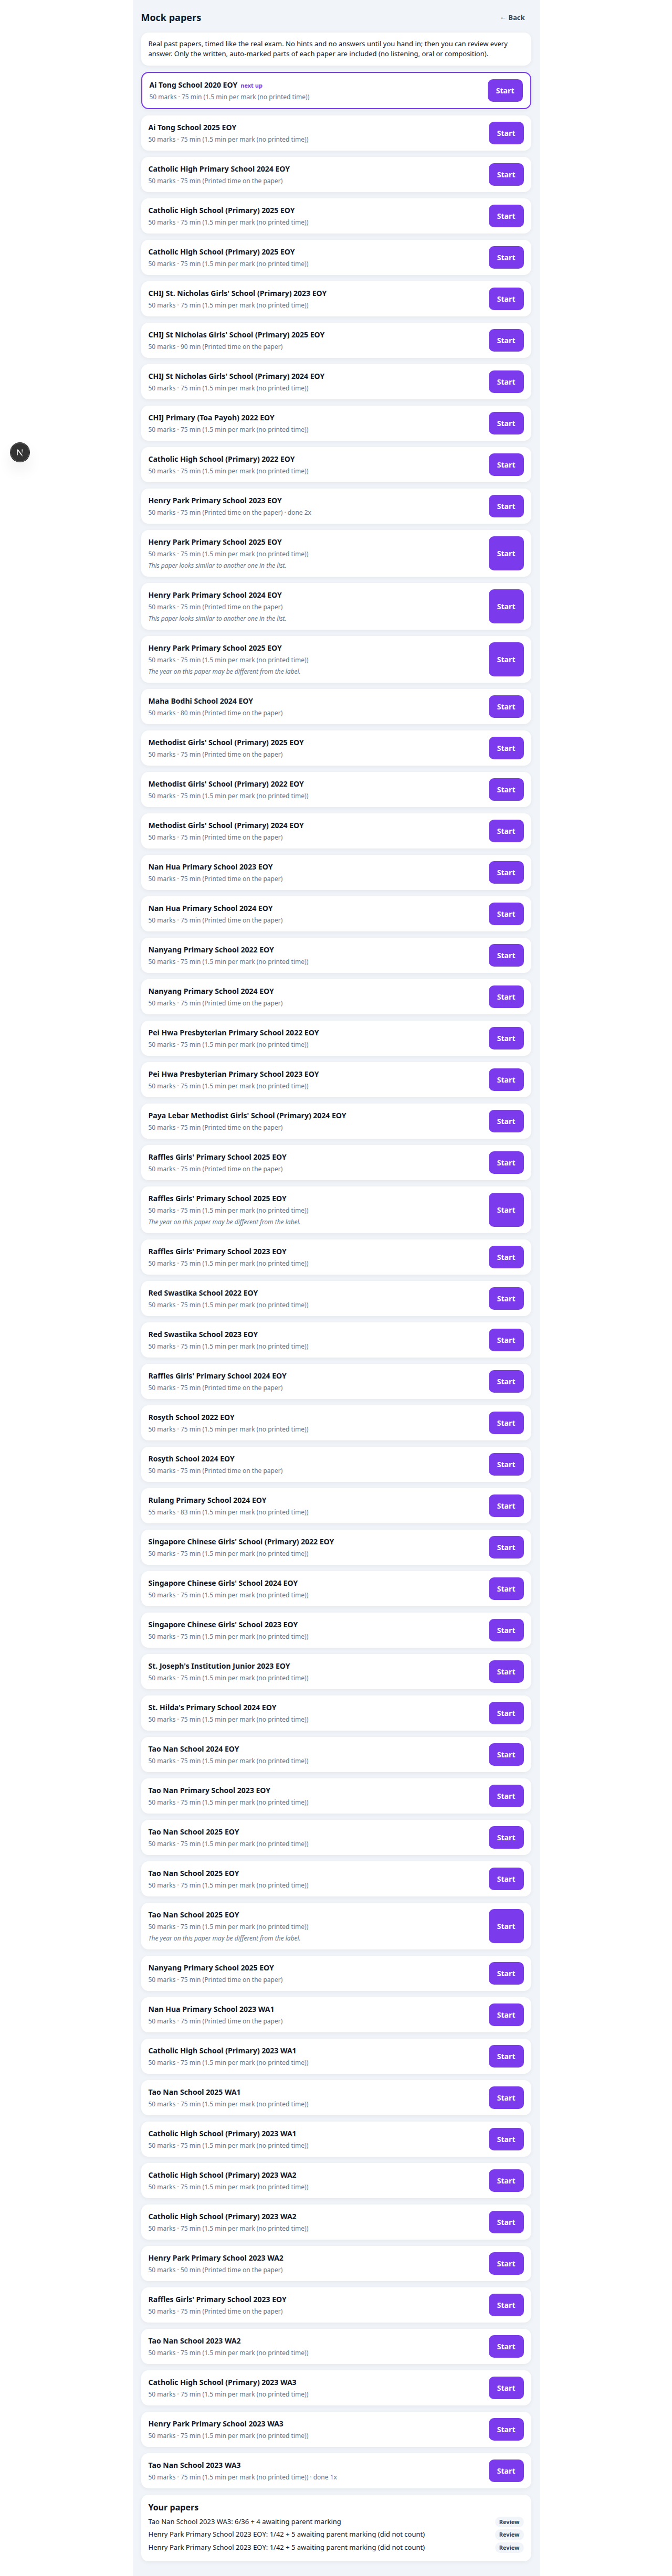 Mock papers
← Back
Real past papers, timed like the real exam. No hints and no answers until you hand in; then you can review every
answer. Only the written, auto-marked parts of each paper are included (no listening, oral or composition).
Ai Tong School 2020 EOY next up
50 marks · 75 min (1.5 min per mark (no printed time))
Start
Ai Tong School 2025 EOY
50 marks · 75 min (1.5 min per mark (no printed time))
Start
Catholic High Primary School 2024 EOY
50 marks · 75 min (Printed time on the paper)
Start
Catholic High School (Primary) 2025 EOY
50 marks · 75 min (1.5 min per mark (no printed time))
Start
Catholic High School (Primary) 2025 EOY
50 marks · 75 min (1.5 min per mark (no printed time))
Start
CHIJ St. Nicholas Girls' School (Primary) 2023 EOY
50 marks · 75 min (1.5 min per mark (no printed time))
Start
CHIJ St Nicholas Girls' School (Primary) 2025 EOY
50 marks · 90 min (Printed time on the paper)
Start
CHIJ St Nicholas Girls' School (Primary) 2024 EOY
50 marks · 75 min (1.5 min per mark (no printed time))
Start
CHIJ Primary (Toa Payoh) 2022 EOY
50 marks · 75 min (1.5 min per mark (no printed time))
Start
Catholic High School (Primary) 2022 EOY
50 marks · 75 min (1.5 min per mark (no printed time))
Start
Henry Park Primary School 2023 EOY
50 marks · 75 min (Printed time on the paper) · done 2x
Start
Henry Park Primary School 2025 EOY
50 marks · 75 min (1.5 min per mark (no printed time))
This paper looks similar to another one in the list.
Start
Henry Park Primary School 2024 EOY
50 marks · 75 min (Printed time on the paper)
This paper looks similar to another one in the list.
Start
Henry Park Primary School 2025 EOY
50 marks · 75 min (1.5 min per mark (no printed time))
The year on this paper may be different from the label.
Start
Maha Bodhi School 2024 EOY
50 marks · 80 min (Printed time on the paper)
Start
Methodist Girls' School (Primary) 2025 EOY
50 marks · 75 min (Printed time on the paper)
Start
Methodist Girls' School (Primary) 2022 EOY
50 marks · 75 min (1.5 min per mark (no printed time))
Start
Methodist Girls' School (Primary) 2024 EOY
50 marks · 75 min (Printed time on the paper)
Start
Nan Hua Primary School 2023 EOY
50 marks · 75 min (Printed time on the paper)
Start
Nan Hua Primary School 2024 EOY
50 marks · 75 min (Printed time on the paper)
Start
Nanyang Primary School 2022 EOY
50 marks · 75 min (1.5 min per mark (no printed time))
Start
Nanyang Primary School 2024 EOY
50 marks · 75 min (Printed time on the paper)
Start
Pei Hwa Presbyterian Primary School 2022 EOY
50 marks · 75 min (1.5 min per mark (no printed time))
Start
Pei Hwa Presbyterian Primary School 2023 EOY
50 marks · 75 min (1.5 min per mark (no printed time))
Start
Paya Lebar Methodist Girls' School (Primary) 2024 EOY
50 marks · 75 min (Printed time on the paper)
Start
Raffles Girls' Primary School 2025 EOY
50 marks · 75 min (Printed time on the paper)
Start
Raffles Girls' Primary School 2025 EOY
50 marks · 75 min (1.5 min per mark (no printed time))
The year on this paper may be different from the label.
Start
Raffles Girls' Primary School 2023 EOY
50 marks · 75 min (1.5 min per mark (no printed time))
Start
Red Swastika School 2022 EOY
50 marks · 75 min (1.5 min per mark (no printed time))
Start
Red Swastika School 2023 EOY
50 marks · 75 min (1.5 min per mark (no printed time))
Start
Raffles Girls' Primary School 2024 EOY
50 marks · 75 min (Printed time on the paper)
Start
Rosyth School 2022 EOY
50 marks · 75 min (1.5 min per mark (no printed time))
Start
Rosyth School 2024 EOY
50 marks · 75 min (Printed time on the paper)
Start
Rulang Primary School 2024 EOY
55 marks · 83 min (1.5 min per mark (no printed time))
Start
Singapore Chinese Girls' School (Primary) 2022 EOY
50 marks · 75 min (1.5 min per mark (no printed time))
Start
Singapore Chinese Girls' School 2024 EOY
50 marks · 75 min (1.5 min per mark (no printed time))
Start
Singapore Chinese Girls' School 2023 EOY
50 marks · 75 min (1.5 min per mark (no printed time))
Start
St. Joseph's Institution Junior 2023 EOY
50 marks · 75 min (1.5 min per mark (no printed time))
Start
St. Hilda's Primary School 2024 EOY
50 marks · 75 min (1.5 min per mark (no printed time))
Start
Tao Nan School 2024 EOY
50 marks · 75 min (1.5 min per mark (no printed time))
Start
Tao Nan Primary School 2023 EOY
50 marks · 75 min (1.5 min per mark (no printed time))
Start
Tao Nan School 2025 EOY
50 marks · 75 min (1.5 min per mark (no printed time))
Start
Tao Nan School 2025 EOY
50 marks · 75 min (1.5 min per mark (no printed time))
Start
Tao Nan School 2025 EOY
50 marks · 75 min (1.5 min per mark (no printed time))
The year on this paper may be different from the label.
Start
Nanyang Primary School 2025 EOY
50 marks · 75 min (Printed time on the paper)
Start
Nan Hua Primary School 2023 WA1
50 marks · 75 min (Printed time on the paper)
Start
Catholic High School (Primary) 2023 WA1
50 marks · 75 min (1.5 min per mark (no printed time))
Start
Tao Nan School 2025 WA1
50 marks · 75 min (1.5 min per mark (no printed time))
Start
Catholic High School (Primary) 2023 WA1
50 marks · 75 min (1.5 min per mark (no printed time))
Start
Catholic High School (Primary) 2023 WA2
50 marks · 75 min (1.5 min per mark (no printed time))
Start
Catholic High School (Primary) 2023 WA2
50 marks · 75 min (1.5 min per mark (no printed time))
Start
Henry Park Primary School 2023 WA2
50 marks · 50 min (Printed time on the paper)
Start
Raffles Girls' Primary School 2023 EOY
50 marks · 75 min (Printed time on the paper)
Start
Tao Nan School 2023 WA2
50 marks · 75 min (1.5 min per mark (no printed time))
Start
Catholic High School (Primary) 2023 WA3
50 marks · 75 min (1.5 min per mark (no printed time))
Start
Henry Park Primary School 2023 WA3
50 marks · 75 min (1.5 min per mark (no printed time))
Start
Tao Nan School 2023 WA3
50 marks · 75 min (1.5 min per mark (no printed time)) · done 1x
Start
Your papers
Tao Nan School 2023 WA3: 6/36 + 4 awaiting parent marking
Review
Henry Park Primary School 2023 EOY: 1/42 + 5 awaiting parent marking (did not count)
Review
Henry Park Primary School 2023 EOY: 1/42 + 5 awaiting parent marking (did not count)
Review
N